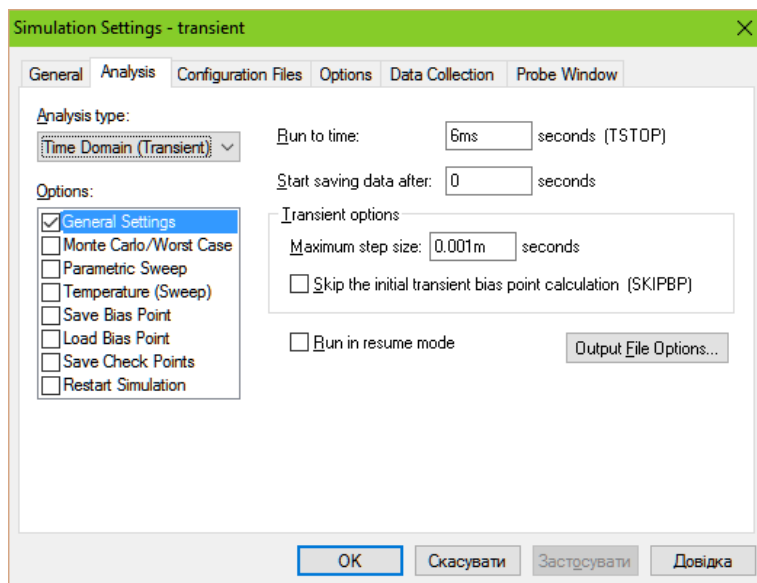 Simulation Settings - transient
General Analysis Configuration Files Options Data Collection Probe Window
Analysis type:
Time Domain (Transient)
Options:
General Settings
Monte Carlo/Worst Case
Parametric Sweep
Temperature (Sweep)
Save Bias Point
Load Bias Point
Save Check Points
Restart Simulation
Run to time: 6ms seconds (TSTOP)
Start saving data after: 0 seconds
Transient options
Maximum step size: 0.001m seconds
Skip the initial transient bias point calculation (SKIPBP)
Run in resume mode
Output File Options...
OK Скасувати Застосувати Довідка